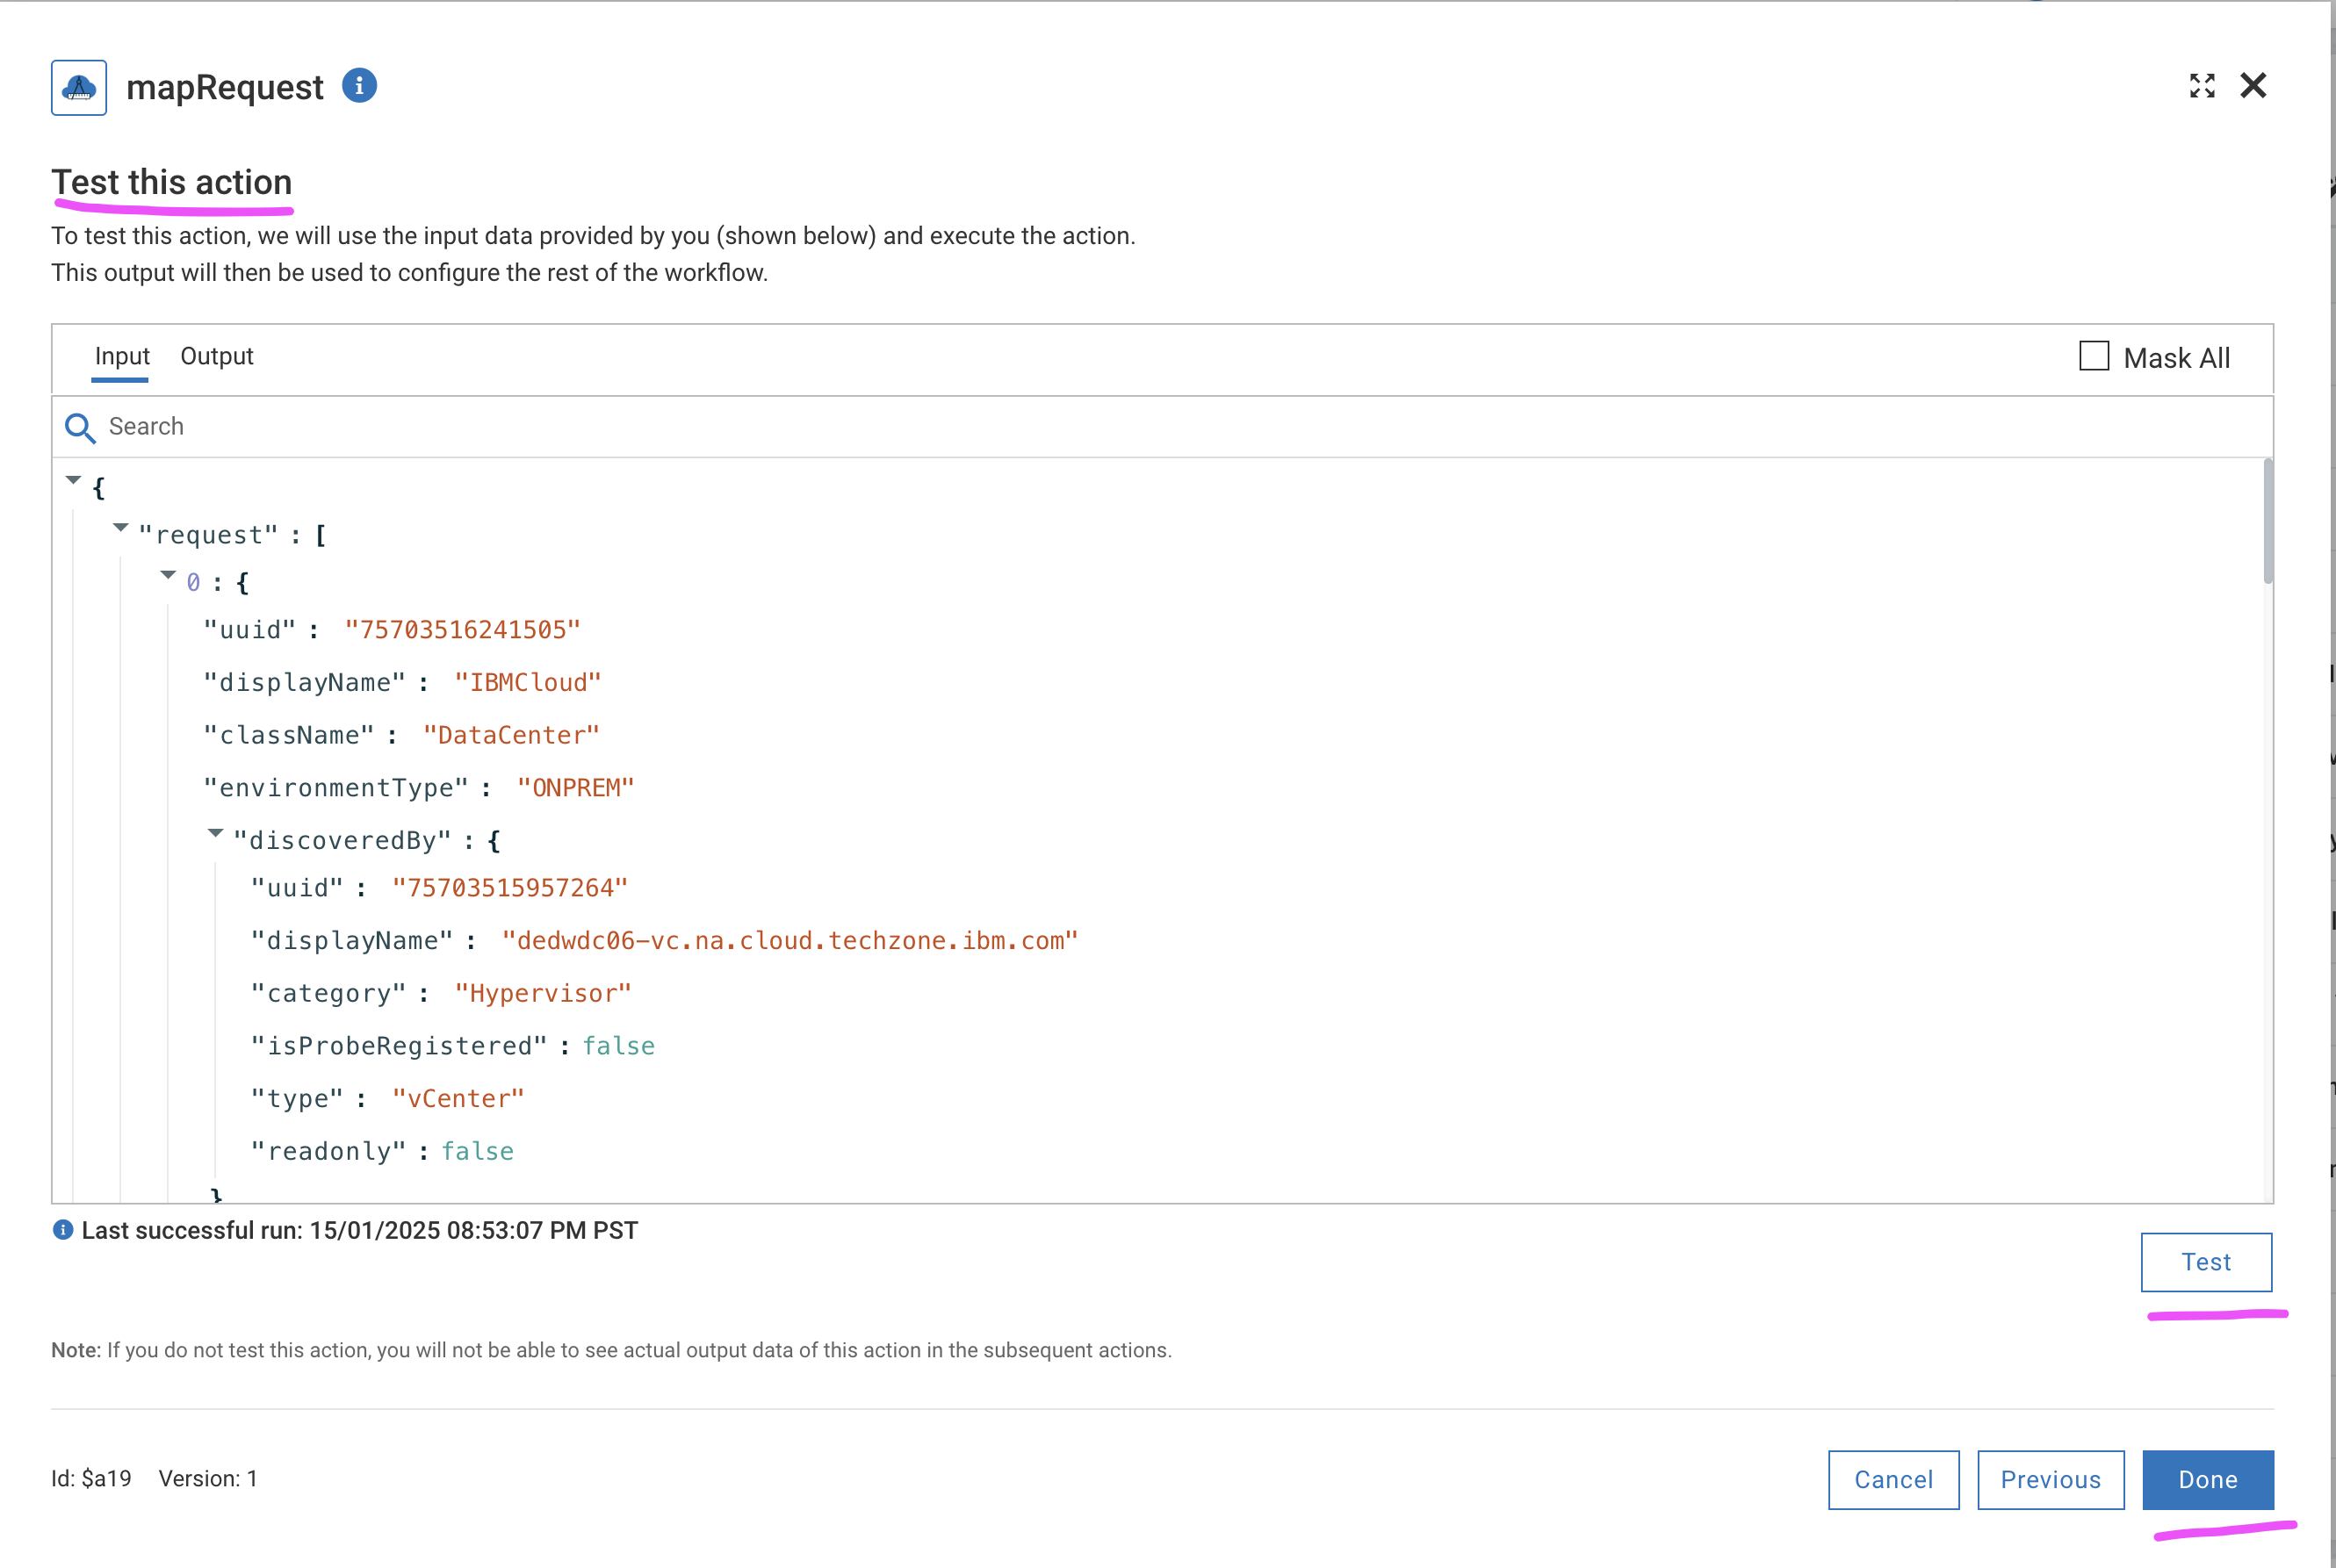 mapRequest
Test this action
To test this action, we will use the input data provided by you (shown below) and execute the action.
This output will then be used to configure the rest of the workflow.
Input Output Mask All
Search
{
"request" : [
0 : {
"uuid" : "75703516241505"
"displayName" : "IBMCloud"
"className" : "DataCenter"
"environmentType" : "ONPREM"
"discoveredBy" : {
"uuid" : "75703515957264"
"displayName" : "dedwdc06-vc.na.cloud.techzone.ibm.com"
"category" : "Hypervisor"
"isProbeRegistered" : false
"type" : "vCenter"
"readonly" : false
}
Last successful run: 15/01/2025 08:53:07 PM PST
Test
Note: If you do not test this action, you will not be able to see actual output data of this action in the subsequent actions.
Id: $a19 Version: 1
Cancel Previous Done